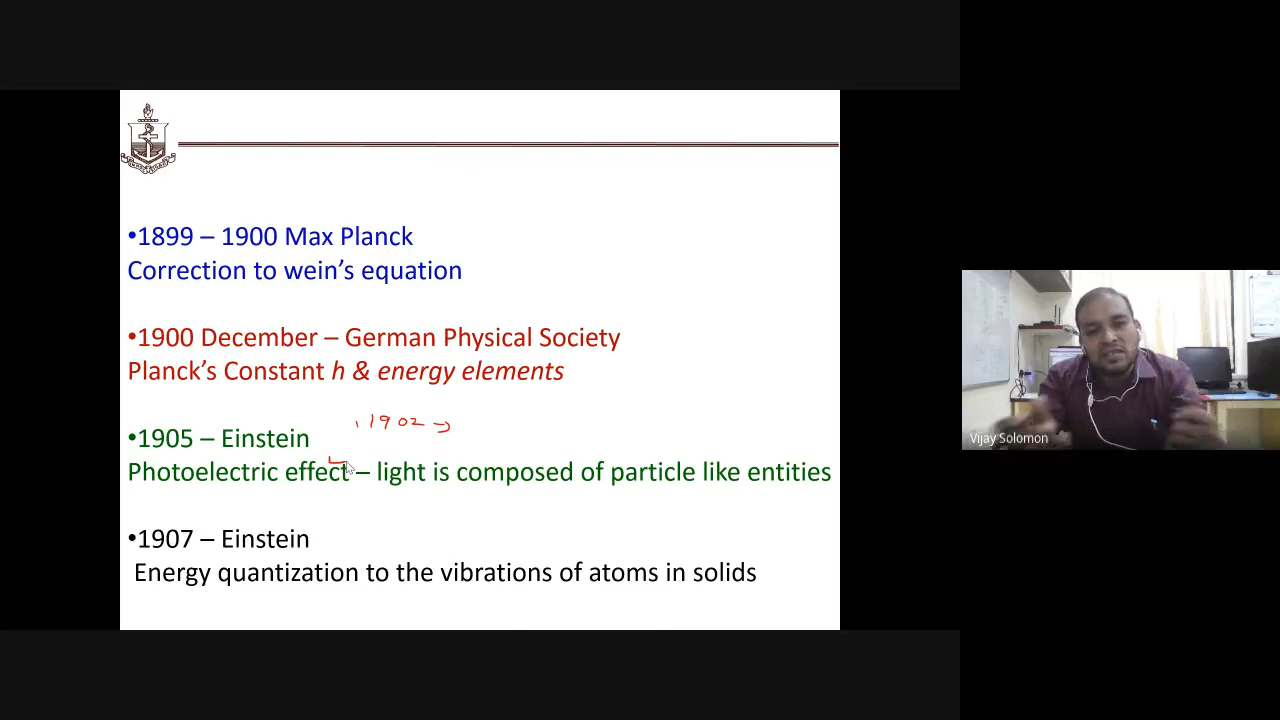 •1899 – 1900 Max Planck
Correction to wein's equation
•1900 December – German Physical Society
Planck's Constant h & energy elements
1902
•1905 – Einstein
Photoelectric effect – light is composed of particle like entities
•1907 – Einstein
Energy quantization to the vibrations of atoms in solids
Vijay Solomon